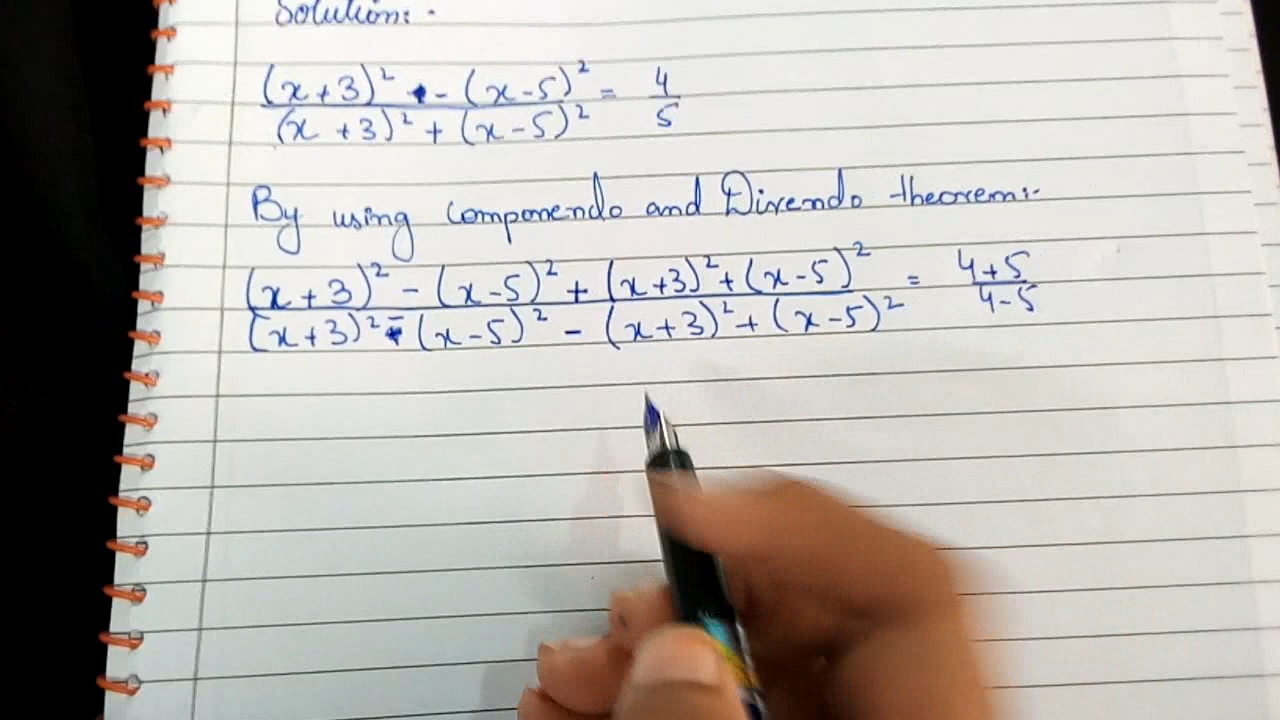 Solution:-
(x+3)² - (x-5)² / (x+3)² + (x-5)² = 4/5
By using componendo and Divendo theorem:-
(x+3)² - (x-5)² + (x+3)² + (x-5)² / (x+3)² - (x-5)² - (x+3)² + (x-5)² = 4+5 / 4-5